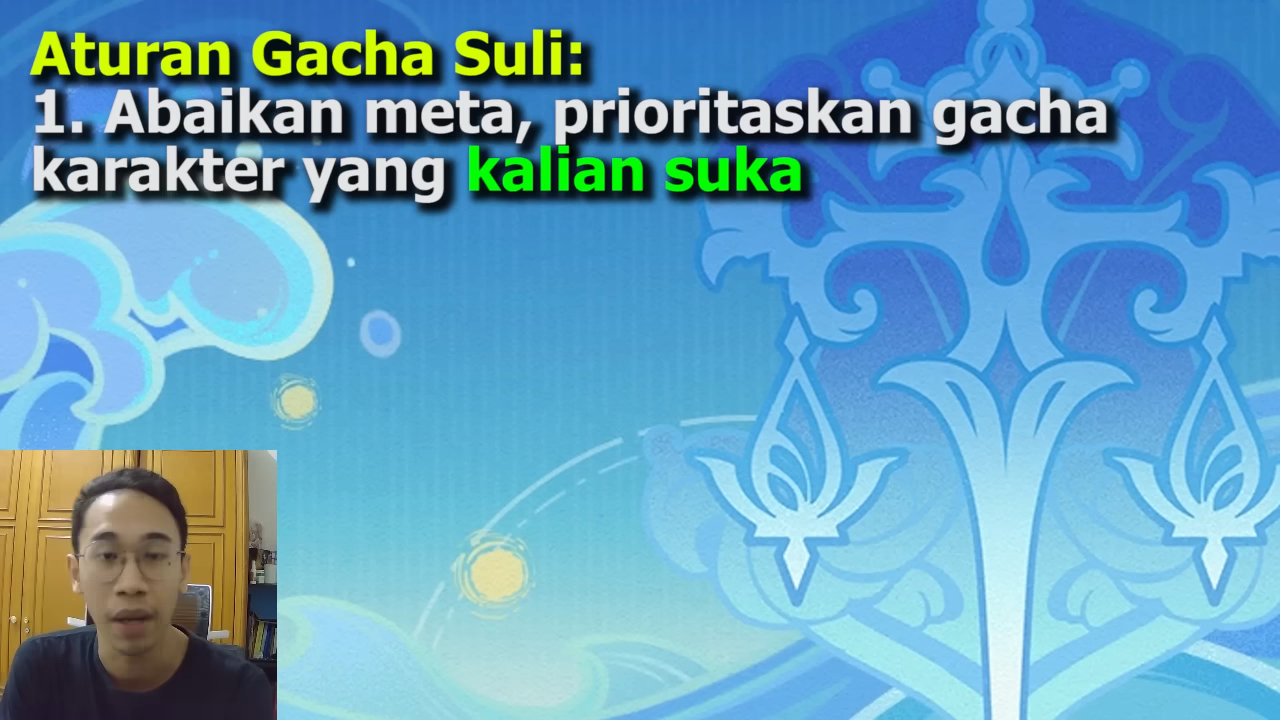 Aturan Gacha Suli:
1. Abaikan meta, prioritaskan gacha
karakter yang kalian suka